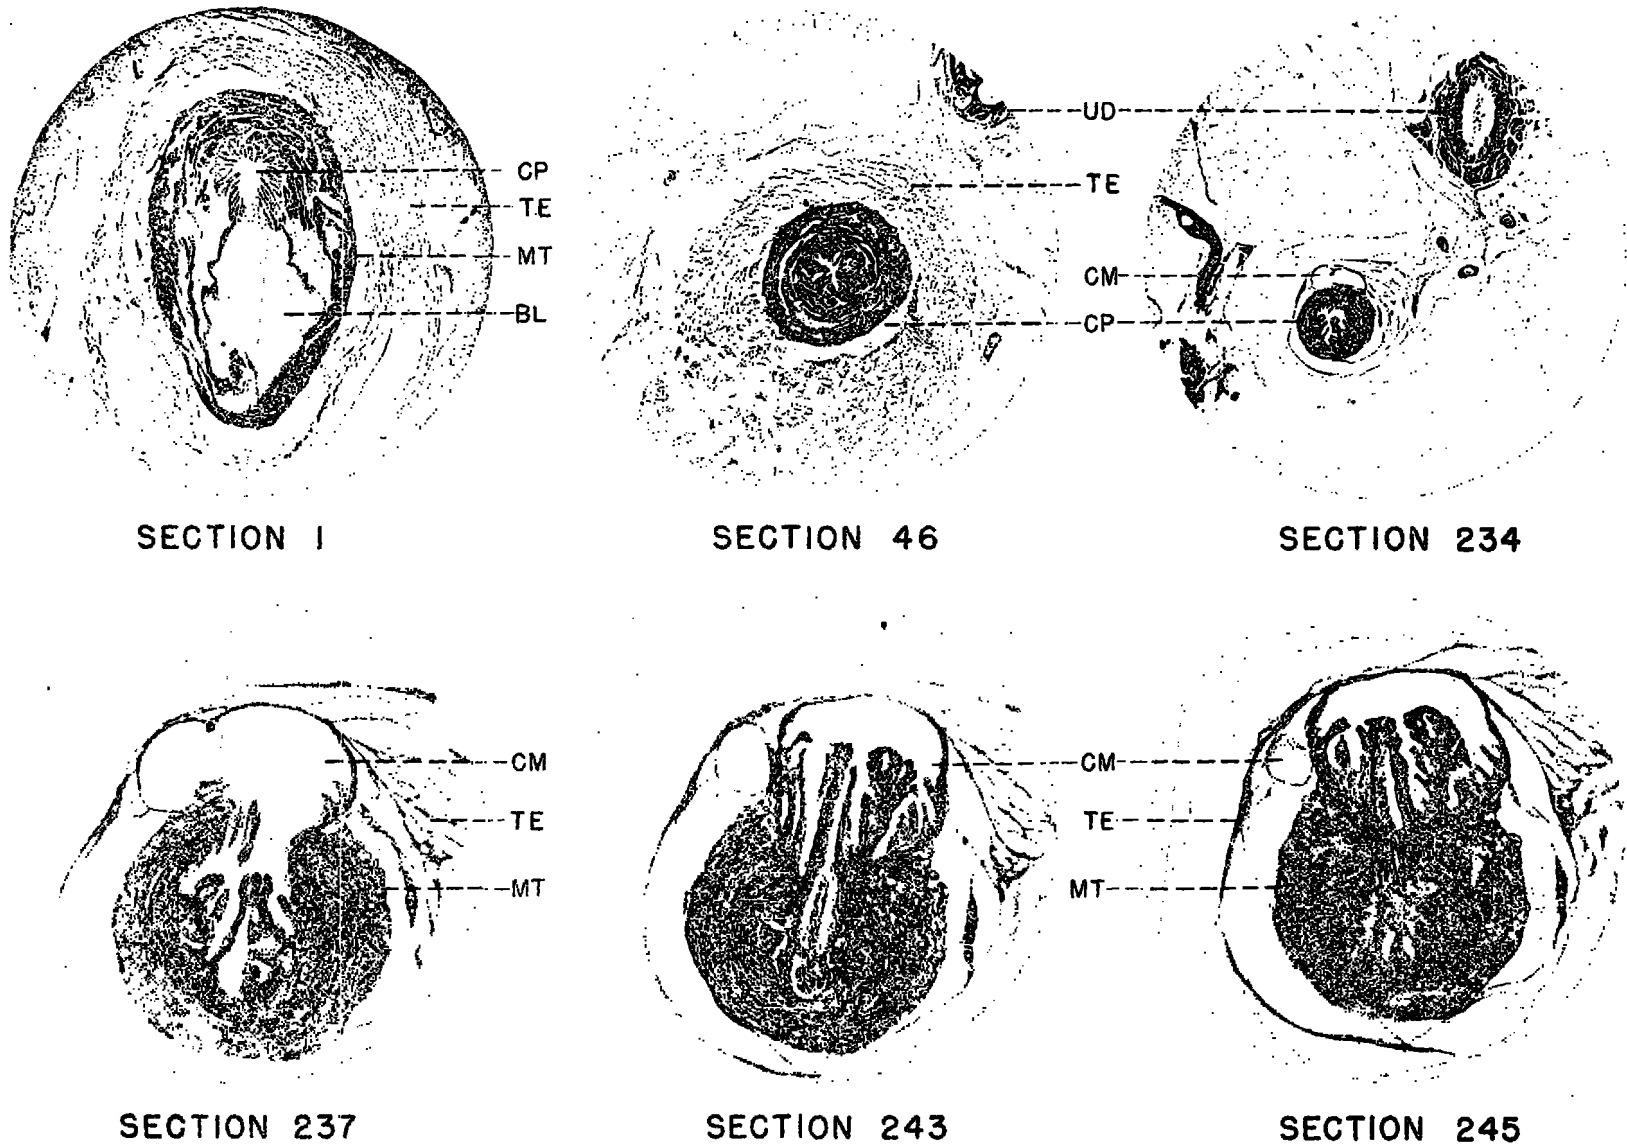 CP
TE
MT
BL
UD
TE
CM
CP
SECTION 1
SECTION 46
SECTION 234
CM
TE
MT
CM
TE
MT
SECTION 237
SECTION 243
SECTION 245